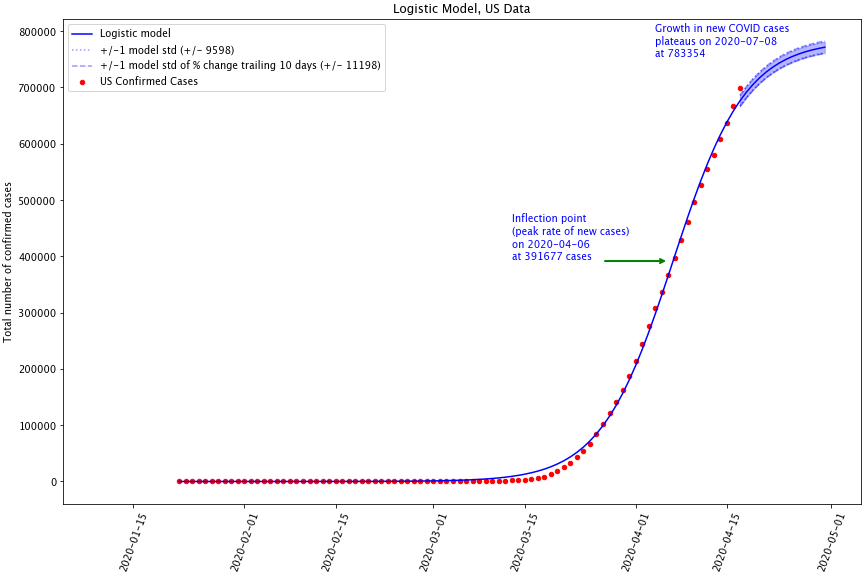 Logistic Model, US Data
Logistic model
+/-1 model std (+/- 9598)
+/-1 model std of % change trailing 10 days (+/- 11198)
US Confirmed Cases
Growth in new COVID cases
plateaus on 2020-07-08
at 783354
Inflection point
(peak rate of new cases)
on 2020-04-06
at 391677 cases
Total number of confirmed cases
800000
700000
600000
500000
400000
300000
200000
100000
0
2020-01-15
2020-02-01
2020-02-15
2020-03-01
2020-03-15
2020-04-01
2020-04-15
2020-05-01